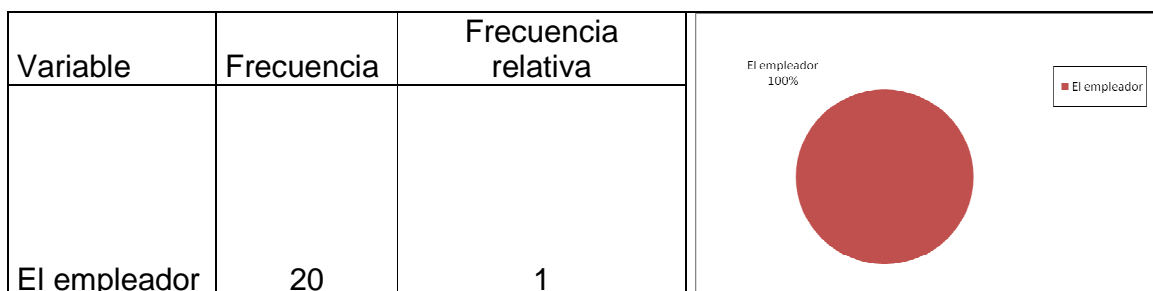 Variable
Frecuencia
Frecuencia
relativa
El empleador
20
1
El empleador
100%
El empleador